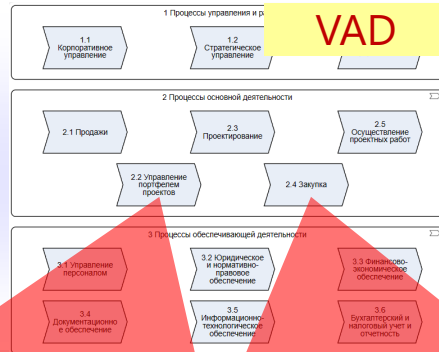 1 Процессы управления и ра
VAD
1.1
Корпоративное
управление
1.2
Стратегическое
управление
2 Процессы основной деятельности
2.1 Продажи
2.3
Проектирование
2.5
Осуществление
проектных работ
2.2 Управление
портфелем
проектов
2.4 Закупка
3 Процессы обеспечивающей деятельности
3.1 Управление
персоналом
3.2 Юридическое
и нормативно-
правовое
обеспечение
3.3 Финансово-
экономическое
обеспечение
3.4
Документационно
е обеспечение
3.5
Информационно-
технологическое
обеспечение
3.6
Бухгалтерский и
налоговый учет и
отчетность